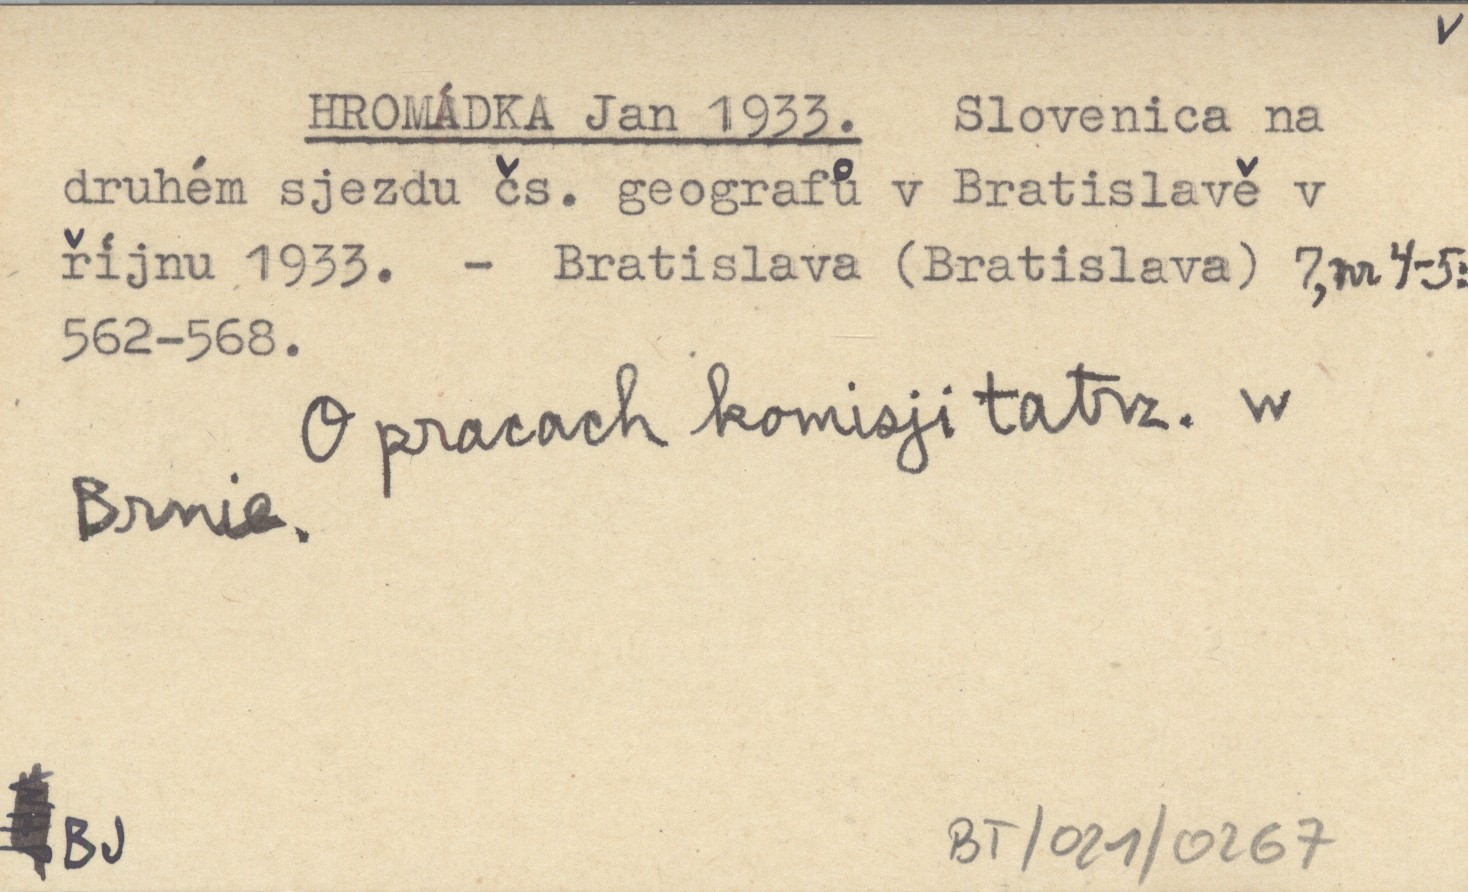 v
HROMÁDKA Jan 1933. Slovenica na
druhém sjezdu čs. geografů v Bratislavě v
říjnu 1933. - Bratislava (Bratislava) 7, nr 4-5:
562-568.
O pracach komisji tatrz. w
Brnie.
BJ
BT/021/0267